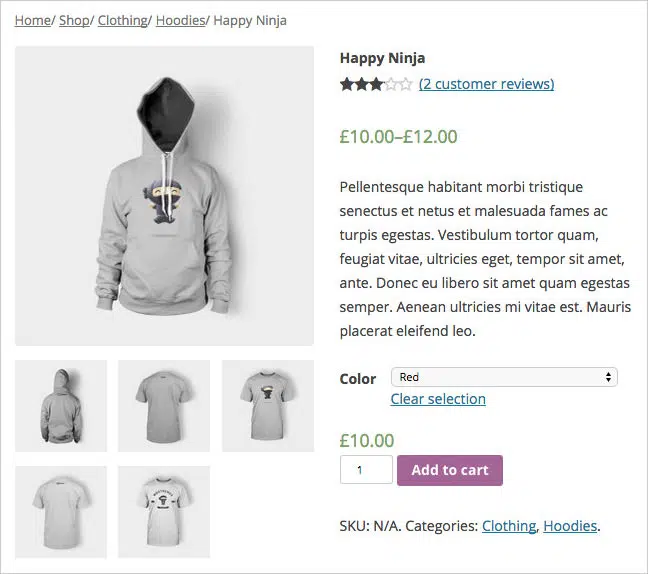 Home/ Shop/ Clothing/ Hoodies/ Happy Ninja
Happy Ninja
(2 customer reviews)
£10.00–£12.00
Pellentesque habitant morbi tristique
senectus et netus et malesuada fames ac
turpis egestas. Vestibulum tortor quam,
feugiat vitae, ultricies eget, tempor sit amet,
ante. Donec eu libero sit amet quam egestas
semper. Aenean ultricies mi vitae est. Mauris
placerat eleifend leo.
Color Red
Clear selection
£10.00
1 Add to cart
SKU: N/A. Categories: Clothing, Hoodies.